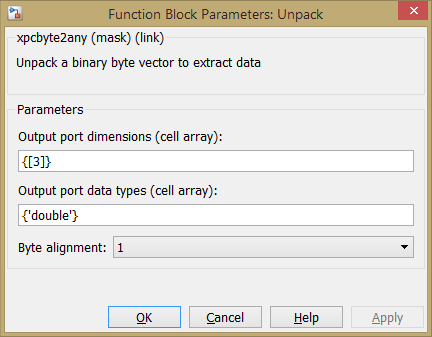 Function Block Parameters: Unpack
xpcbyte2any (mask) (link)
Unpack a binary byte vector to extract data
Parameters
Output port dimensions (cell array):
{[3]}
Output port data types (cell array):
{'double'}
Byte alignment: 1
OK Cancel Help Apply